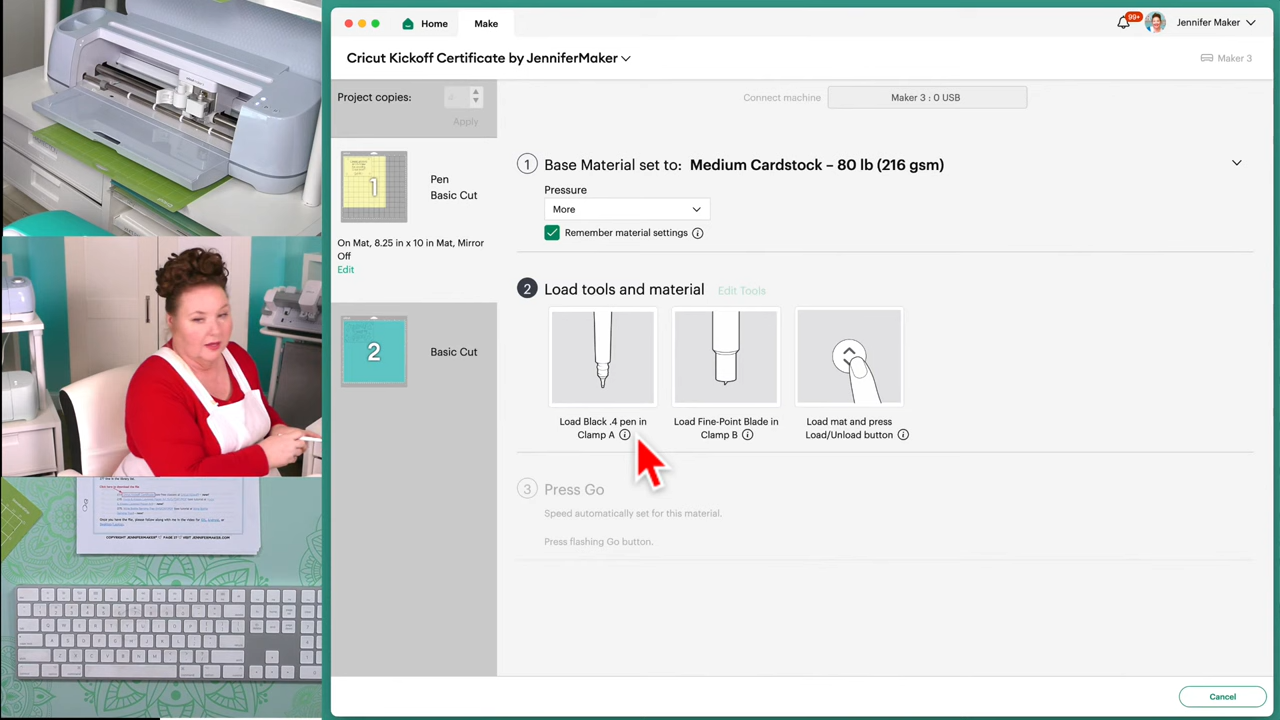 Home
Make
99+
Jennifer Maker
Cricut Kickoff Certificate by JenniferMaker
Maker 3
Project copies:
Apply
Connect machine
Maker 3 : 0 USB
1
Pen
Basic Cut
On Mat, 8.25 in x 10 in Mat, Mirror
Off
Edit
2
Basic Cut
1
Base Material set to: Medium Cardstock – 80 lb (216 gsm)
Pressure
More
Remember material settings
2
Load tools and material
Edit Tools
Load Black .4 pen in
Clamp A
Load Fine-Point Blade in
Clamp B
Load mat and press
Load/Unload button
3
Press Go
Speed automatically set for this material.
Press flashing Go button.
Cancel